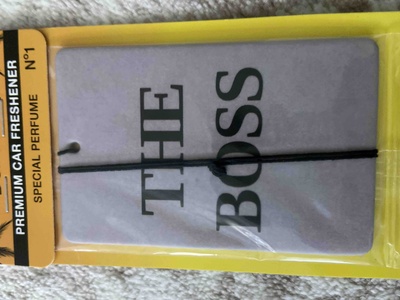 PREMIUM CAR FRESHENER
SPECIAL PERFUME N°1
THE
BOSS